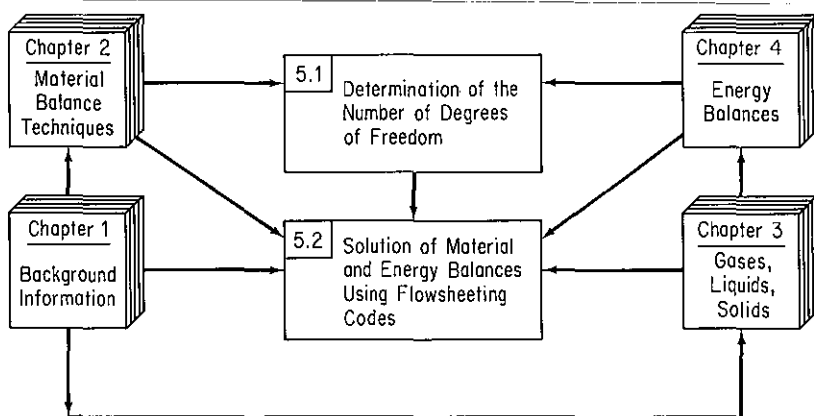 Chapter 2
Material
Balance
Techniques
5.1
Determination of the
Number of Degrees
of Freedom
Chapter 4
Energy
Balances
Chapter 1
Background
Information
5.2
Solution of Material
and Energy Balances
Using Flowsheeting
Codes
Chapter 3
Gases,
Liquids,
Solids